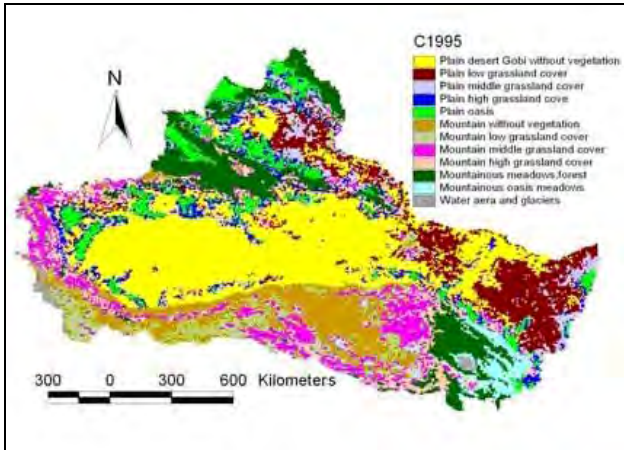 C1995
Plain desert Gobi without vegetation
Plain low grassland cover
Plain middle grassland cover
Plain high grassland cove
Plain oasis
Mountain without vegetation
Mountain low grassland cover
Mountain middle grassland cover
Mountain high grassland cover
Mountainous meadows,forest
Mountainous oasis meadows
Water aera and glaciers
N
300 0 300 600 Kilometers